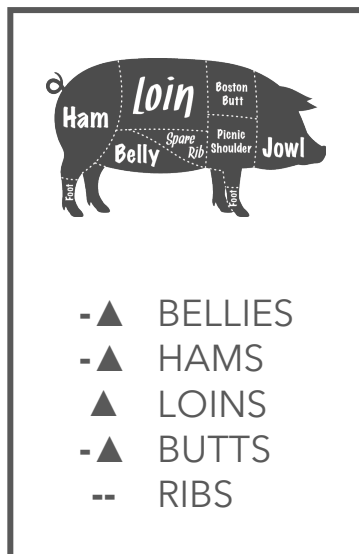 Loin
Boston
Butt
Ham
Spare
Rib
Picnic
Shoulder
Jowl
Belly
Foot
Foot
-▲ BELLIES
-▲ HAMS
▲ LOINS
-▲ BUTTS
-- RIBS